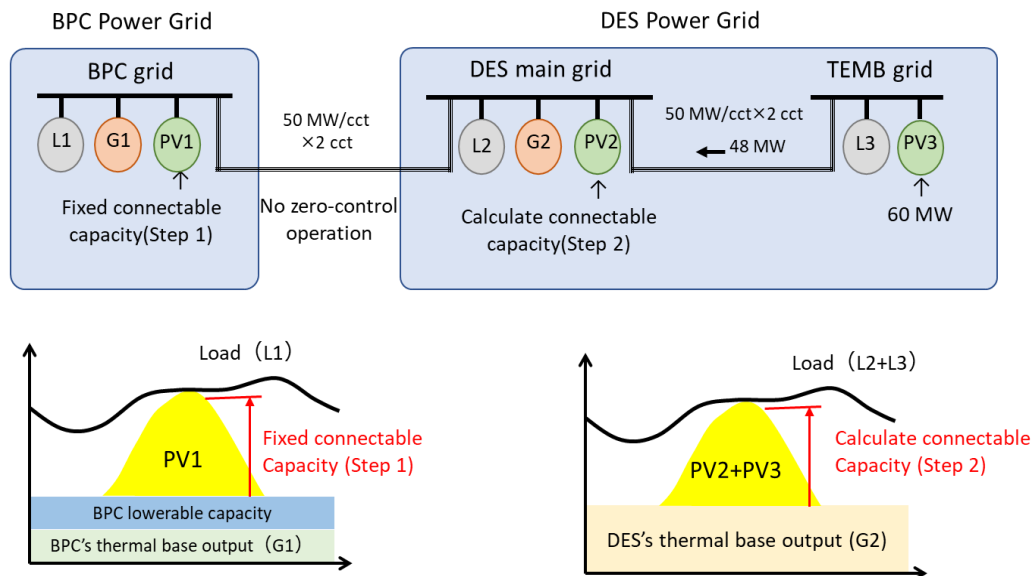 BPC Power Grid
DES Power Grid
BPC grid
DES main grid
TEMB grid
L1
G1
PV1
50 MW/cct
×2 cct
L2
G2
PV2
50 MW/cct×2 cct
48 MW
L3
PV3
Fixed connectable
capacity(Step 1)
No zero-control
operation
Calculate connectable
capacity(Step 2)
60 MW
Load（L1）
PV1
Fixed connectable
Capacity (Step 1)
BPC lowerable capacity
BPC's thermal base output（G1）
Load（L2+L3）
PV2+PV3
Calculate connectable
Capacity (Step 2)
DES's thermal base output (G2)